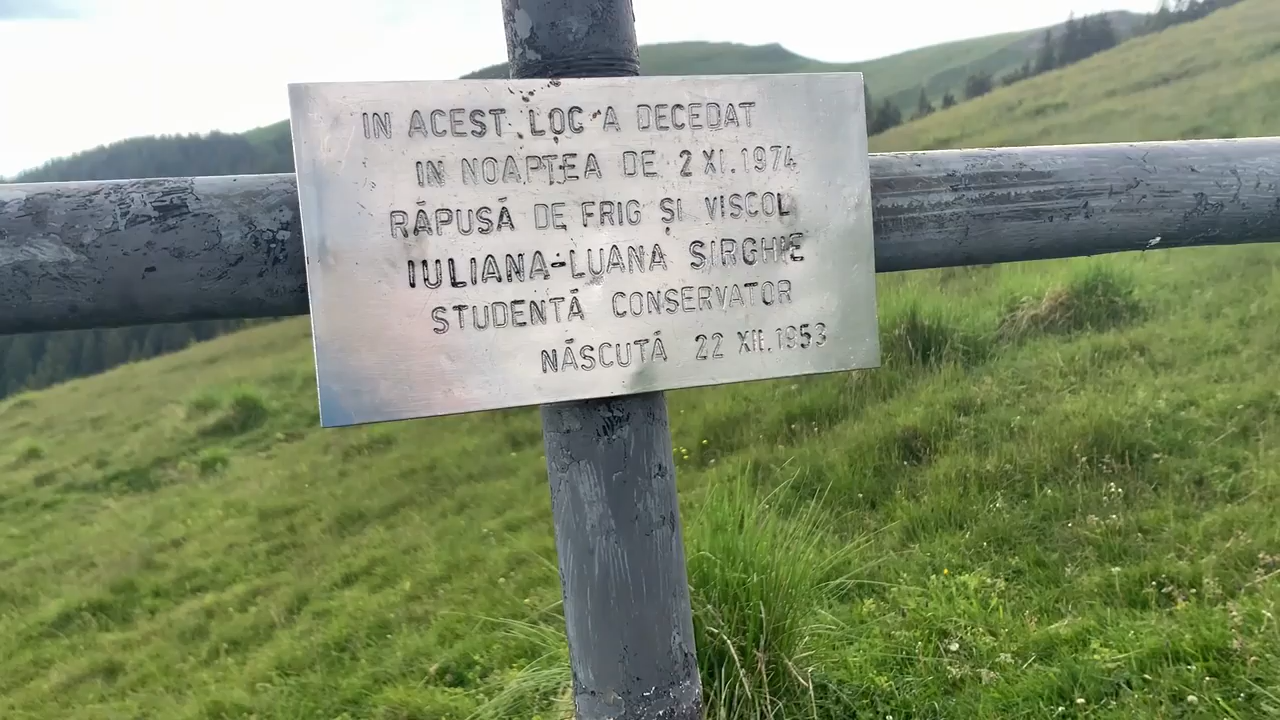 IN ACEST LOC A DECEDAT
IN NOAPTEA DE 2 XI.1974
RĂPUSĂ DE FRIG ȘI VISCOL
IULIANA-LUANA SIRGHIE
STUDENTĂ CONSERVATOR
NĂSCUTĂ 22 XII.1953